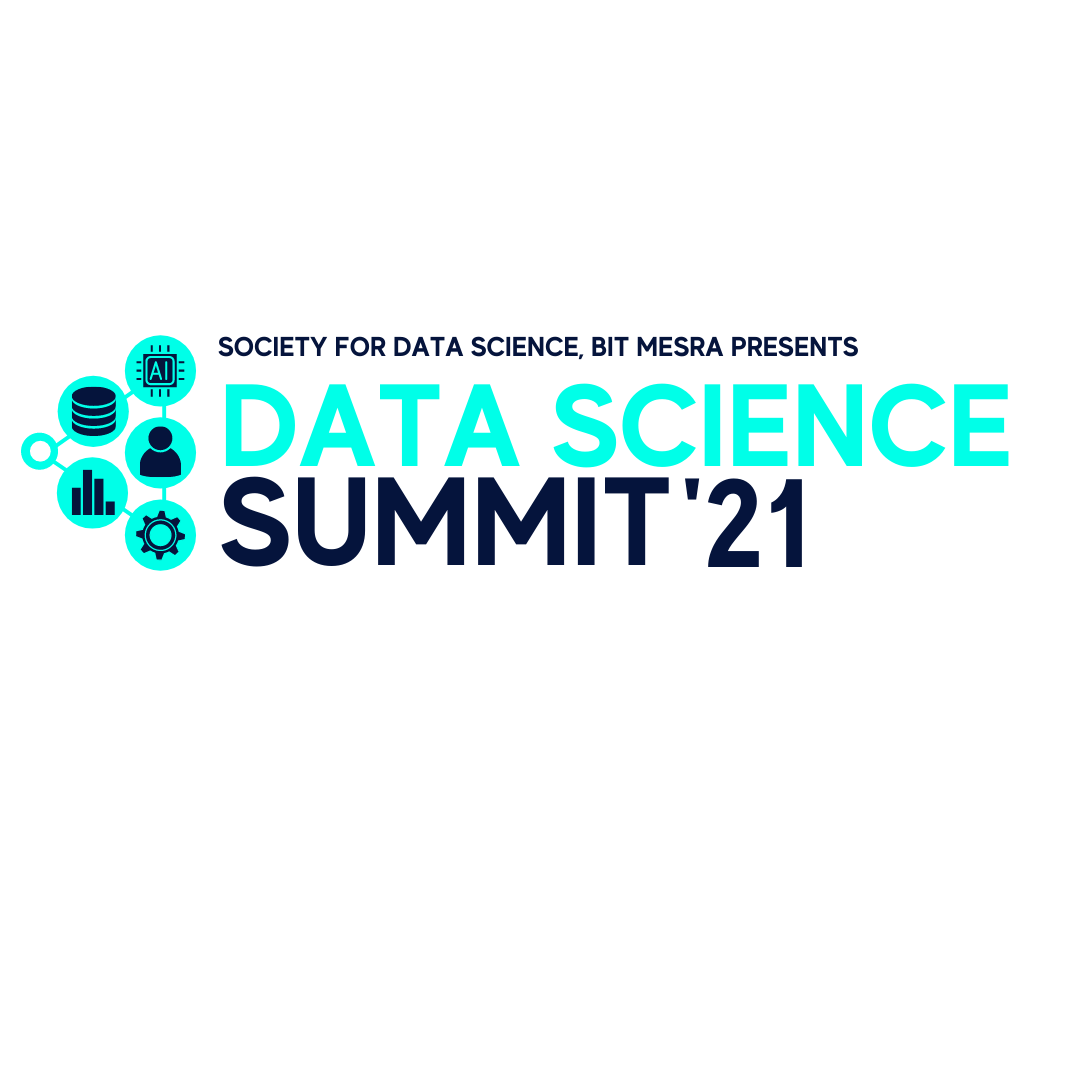 SOCIETY FOR DATA SCIENCE, BIT MESRA PRESENTS
AI
DATA SCIENCE
SUMMIT '21